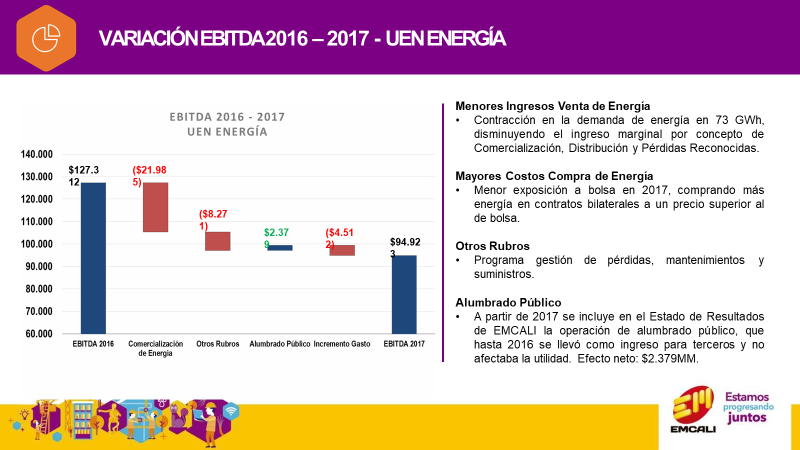 VARIACIÓN EBITDA 2016 – 2017 - UEN ENERGÍA
EBITDA 2016 - 2017
UEN ENERGÍA
140.000
130.000
120.000
110.000
100.000
90.000
80.000
70.000
60.000
$127.3
12
($21.98
5)
($8.27
1)
$2.37
9
($4.51
2)
$94.92
3
EBITDA 2016
Comercialización
de Energia
Otros Rubros
Alumbrado Público
Incremento Gasto
EBITDA 2017
Menores Ingresos Venta de Energía
• Contracción en la demanda de energía en 73 GWh,
disminuyendo el ingreso marginal por concepto de
Comercialización, Distribución y Pérdidas Reconocidas.
Mayores Costos Compra de Energía
• Menor exposición a bolsa en 2017, comprando más
energía en contratos bilaterales a un precio superior al
de bolsa.
Otros Rubros
• Programa gestión de pérdidas, mantenimientos y
suministros.
Alumbrado Público
• A partir de 2017 se incluye en el Estado de Resultados
de EMCALI la operación de alumbrado público, que
hasta 2016 se llevó como ingreso para terceros y no
afectaba la utilidad. Efecto neto: $2.379MM.
EM
EMCALI
Estamos
progresando
juntos